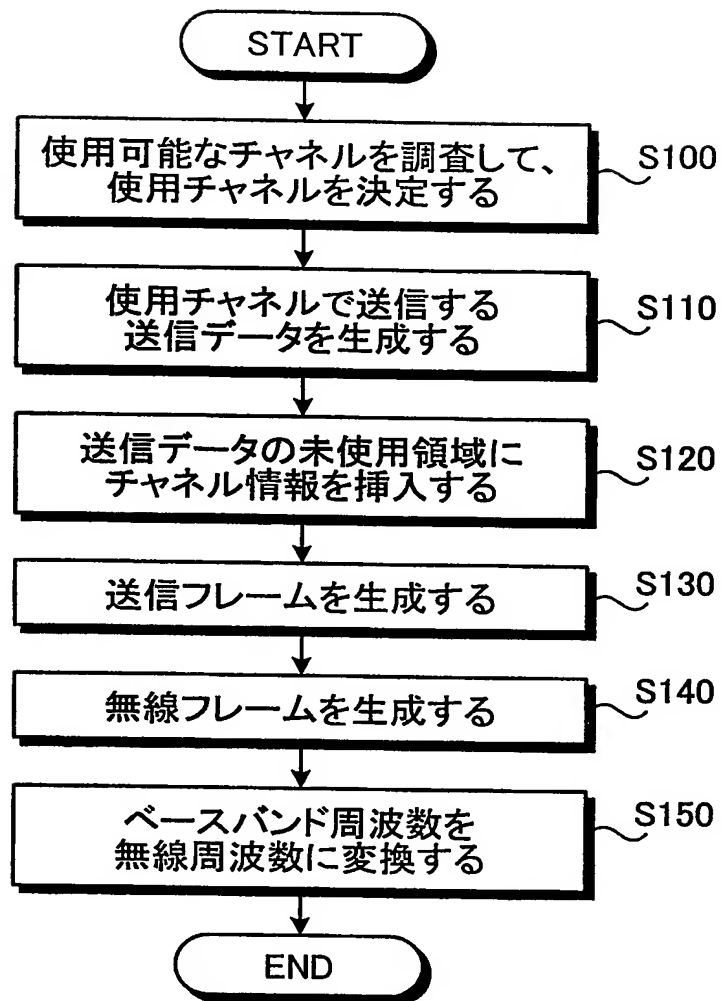 START
使用可能なチャネルを調査して、
使用チャネルを決定する
S100
使用チャネルで送信する
送信データを生成する
S110
送信データの未使用領域に
チャネル情報を挿入する
S120
送信フレームを生成する
S130
無線フレームを生成する
S140
ベースバンド周波数を
無線周波数に変換する
S150
END